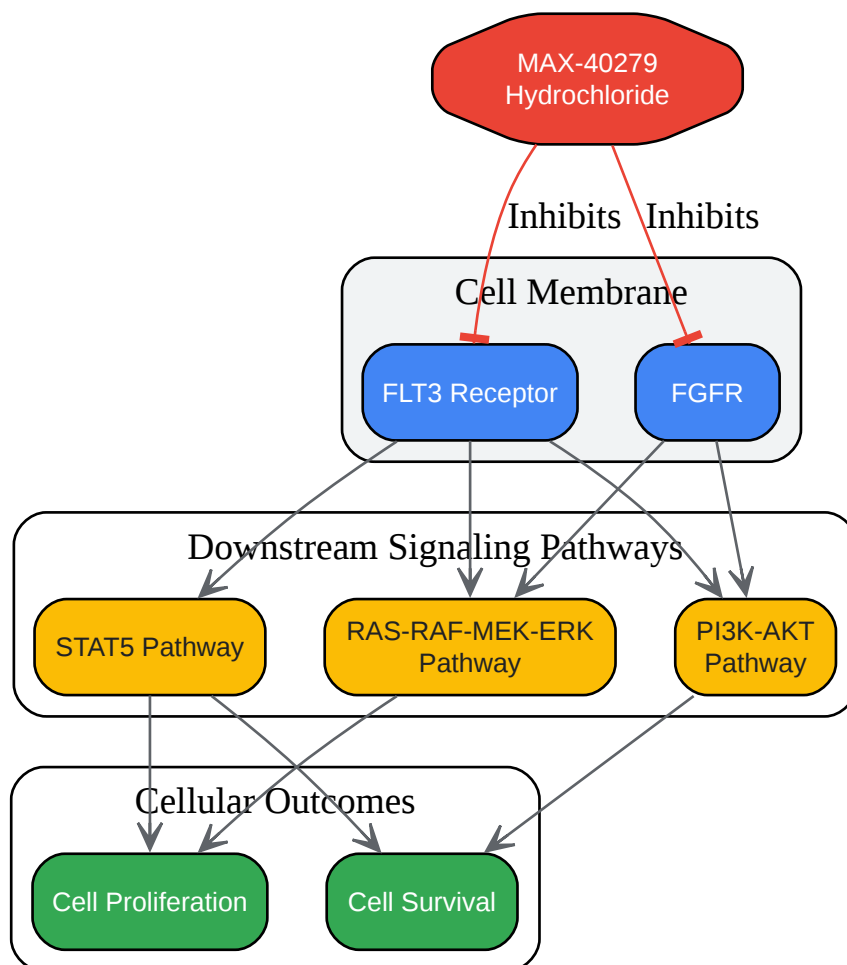 MAX-40279
Hydrochloride
Inhibits
Inhibits
Cell Membrane
FLT3 Receptor
FGFR
Downstream Signaling Pathways
STAT5 Pathway
RAS-RAF-MEK-ERK
Pathway
PI3K-AKT
Pathway
Cellular Outcomes
Cell Proliferation
Cell Survival